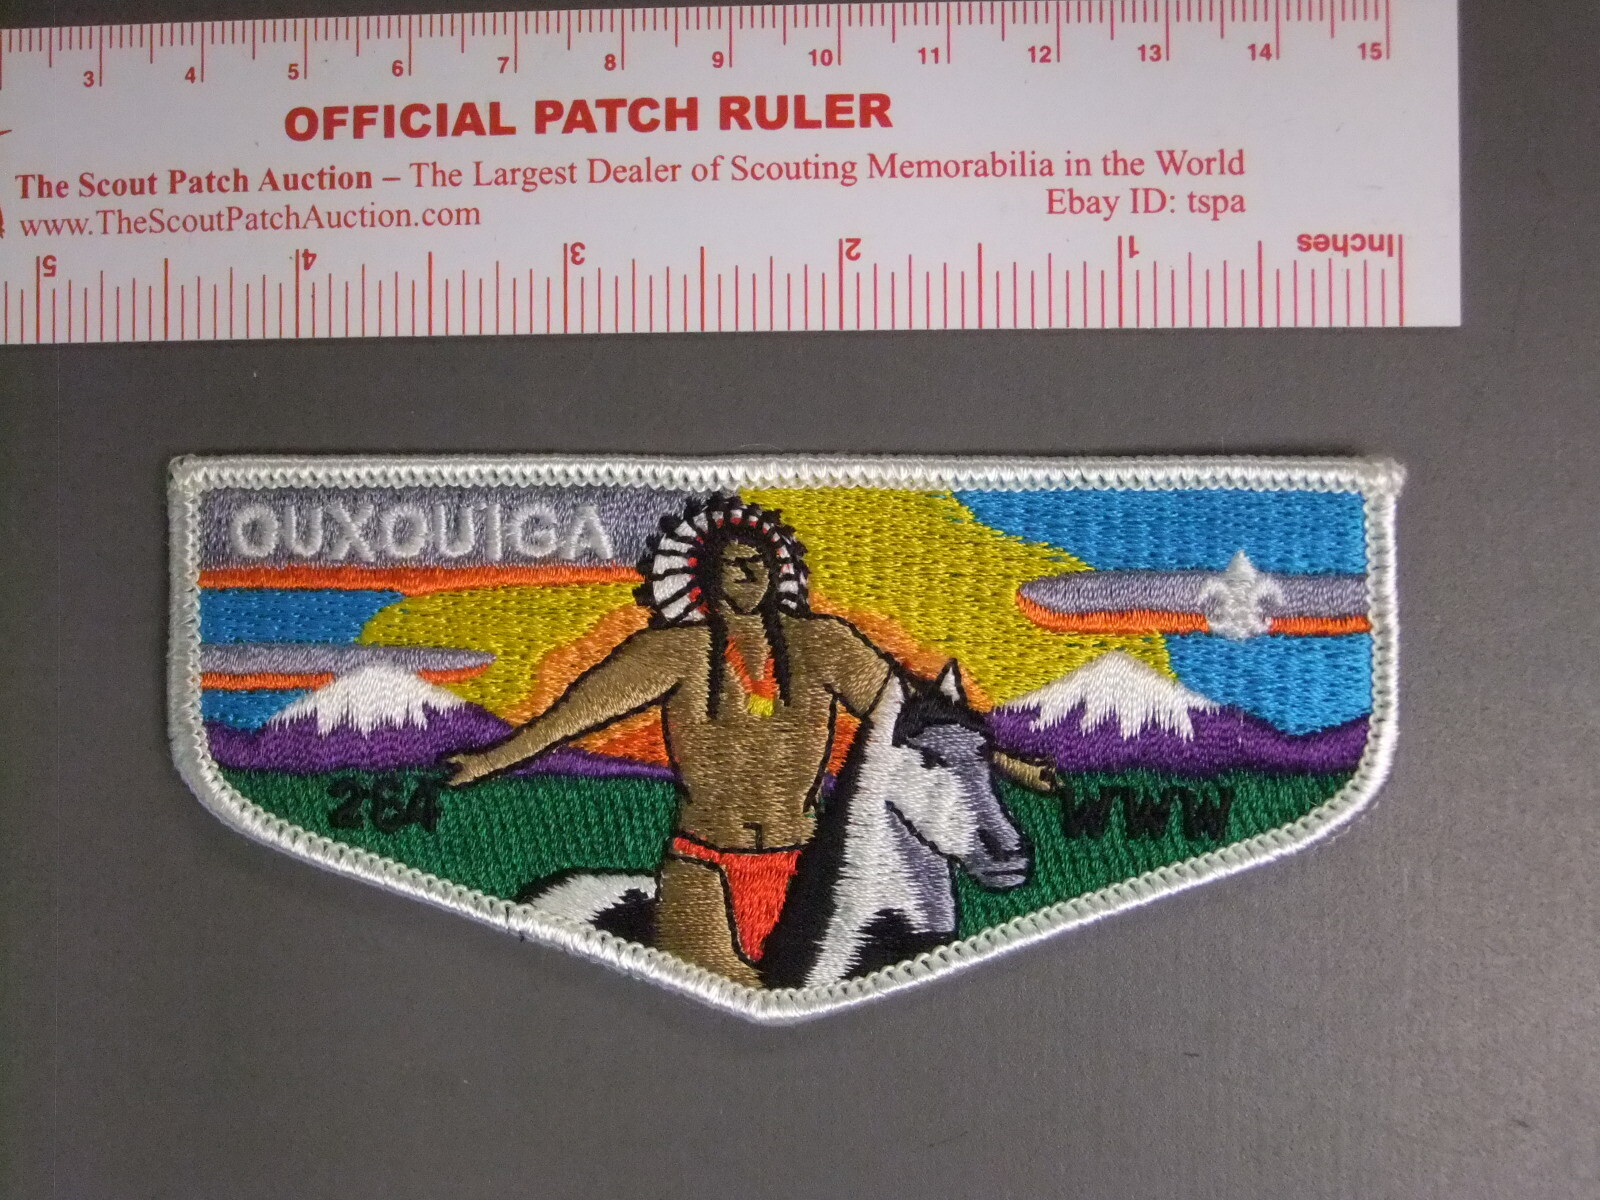 3 4 5 6 7 8 9 10 11 12 13 14 15
OFFICIAL PATCH RULER
The Scout Patch Auction – The Largest Dealer of Scouting Memorabilia in the World
www.TheScoutPatchAuction.com Ebay ID: tspa
5 4 3 2 1 Inches
OUXOUIGA
264 WWW